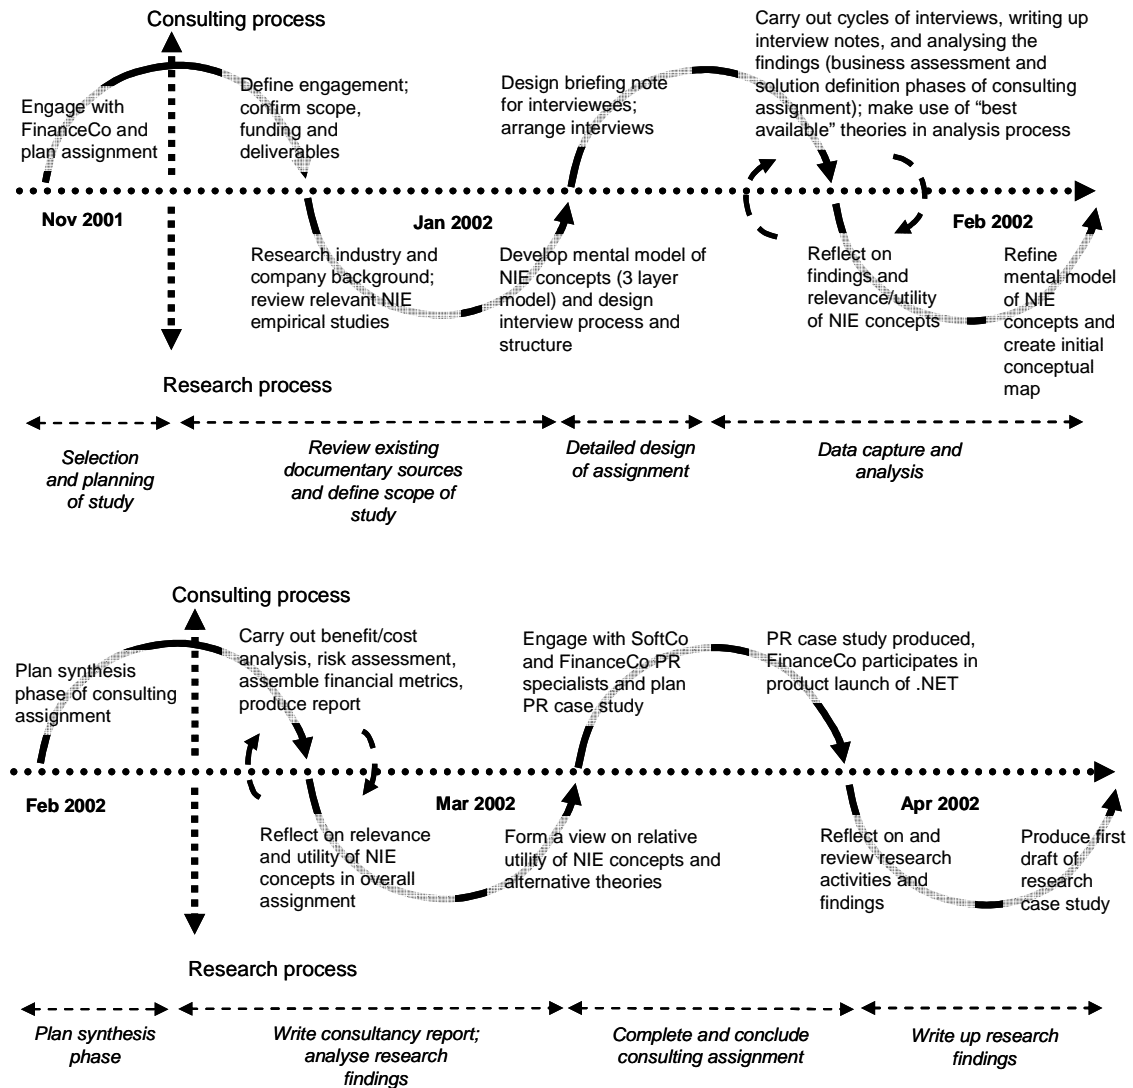 Consulting process
Engage with
FinanceCo and
plan assignment
Define engagement;
confirm scope,
funding and
deliverables
Design briefing note
for interviewees;
arrange interviews
Carry out cycles of interviews, writing up
interview notes, and analysing the
findings (business assessment and
solution definition phases of consulting
assignment); make use of “best
available” theories in analysis process
Nov 2001
Jan 2002
Feb 2002
Research industry and
company background;
review relevant NIE
empirical studies
Develop mental model of
NIE concepts (3 layer
model) and design
interview process and
structure
Reflect on
findings and
relevance/utility
of NIE concepts
Refine
mental model
of NIE
concepts and
create initial
conceptual
map
Research process
Selection
and planning
of study
Review existing
documentary sources
and define scope of
study
Detailed design
of assignment
Data capture and
analysis
Consulting process
Plan synthesis
phase of consulting
assignment
Carry out benefit/cost
analysis, risk assessment,
assemble financial metrics,
produce report
Engage with SoftCo
and FinanceCo PR
specialists and plan
PR case study
PR case study produced,
FinanceCo participates in
product launch of .NET
Feb 2002
Mar 2002
Apr 2002
Reflect on relevance
and utility of NIE
concepts in overall
assignment
Form a view on relative
utility of NIE concepts and
alternative theories
Reflect on and
review research
activities and
findings
Produce first
draft of
research
case study
Research process
Plan synthesis
phase
Write consultancy report;
analyse research
findings
Complete and conclude
consulting assignment
Write up research
findings